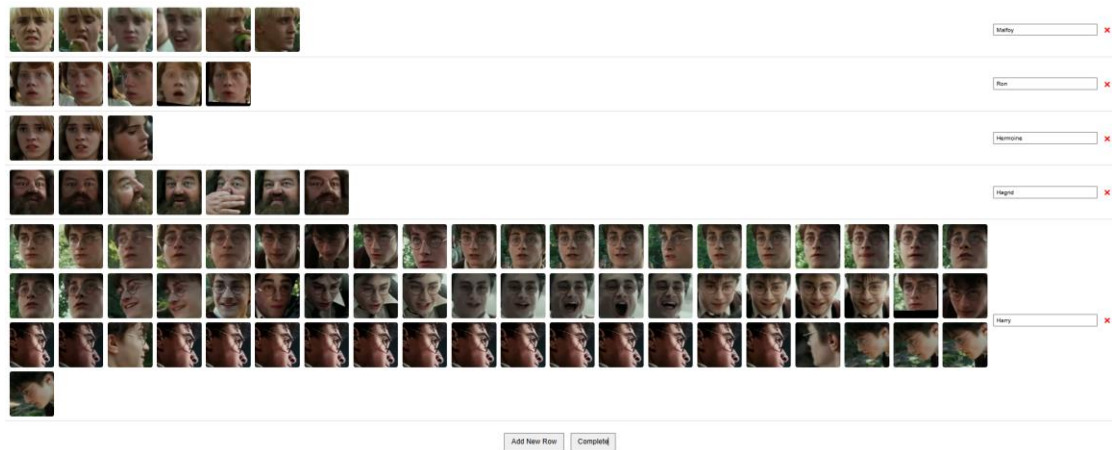 Malfoy
Ron
Hermoine
Hagrid
Harry
Add New Row Complete